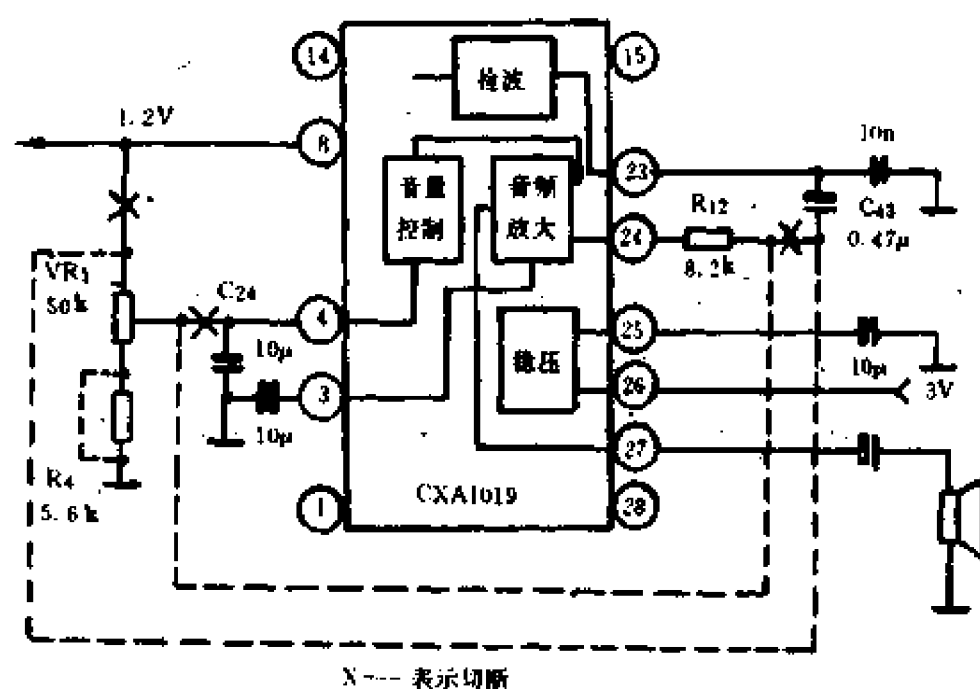 14
15
检波
1.2V
8
10n
音量
控制
音频
放大
23
R12
C43
0.47μ
24
8.2k
VR1
50k
C24
4
25
10μ
稳压
10μ
3
26
3V
10μ
27
R4
5.6k
1
CXA1019
28
X---表示切断